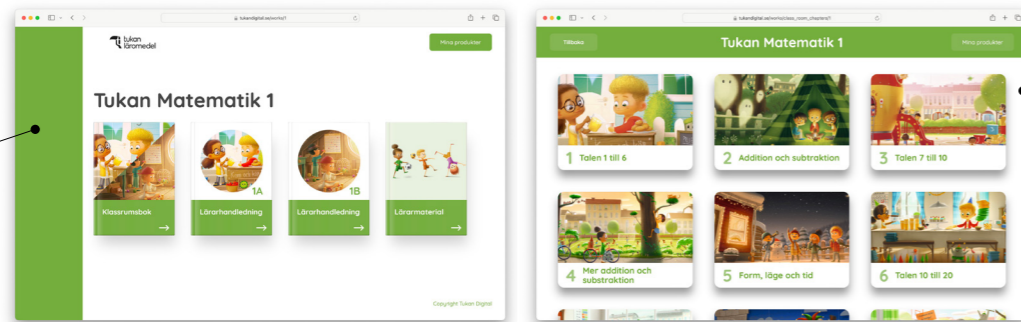 tukandigital.se/works/1
tukan
läromedel
Mina produkter
Tukan Matematik 1
1A
1B
Klassrumsbok
Lärarhandledning
Lärarhandledning
Lärarmaterial
Copyright Tukan Digital
tukandigital.se/works/class_room_chapters/1
Tillbaka
Tukan Matematik 1
Mina produkter
1 Talen 1 till 6
2 Addition och subtraktion
3 Talen 7 till 10
4 Mer addition och
substraktion
5 Form, läge och tid
6 Talen 10 till 20